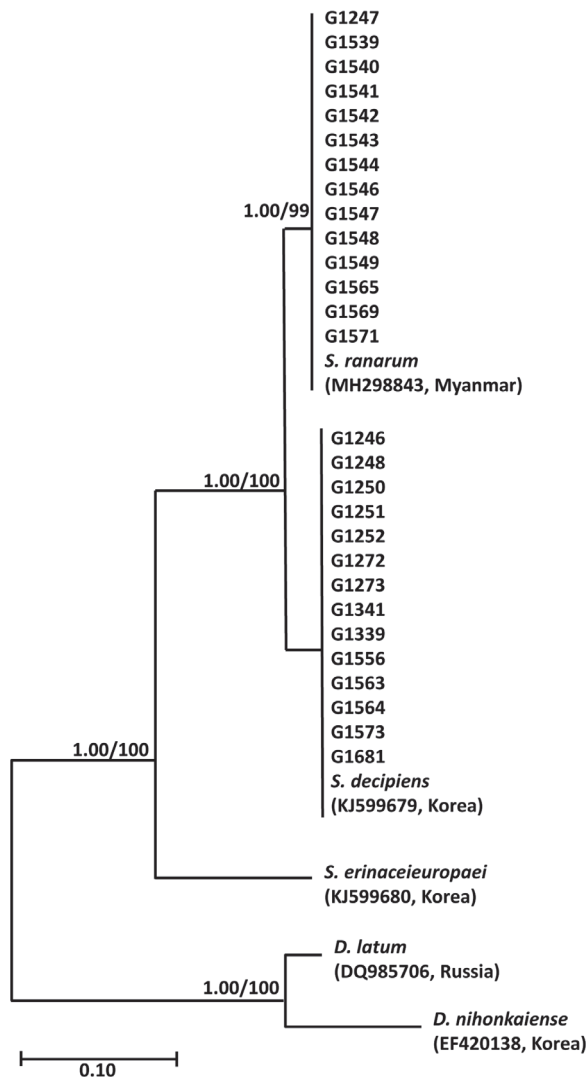 G1247
G1539
G1540
G1541
G1542
G1543
G1544
G1546
1.00/99
G1547
G1548
G1549
G1565
G1569
G1571
S. ranarum
(MH298843, Myanmar)
G1246
G1248
1.00/100
G1250
G1251
G1252
G1272
G1273
G1341
G1339
G1556
G1563
G1564
G1573
1.00/100
G1681
S. decipiens
(KJ599679, Korea)
S. erinaceieuropaei
(KJ599680, Korea)
D. latum
(DQ985706, Russia)
1.00/100
D. nihonkaiense
(EF420138, Korea)
0.10